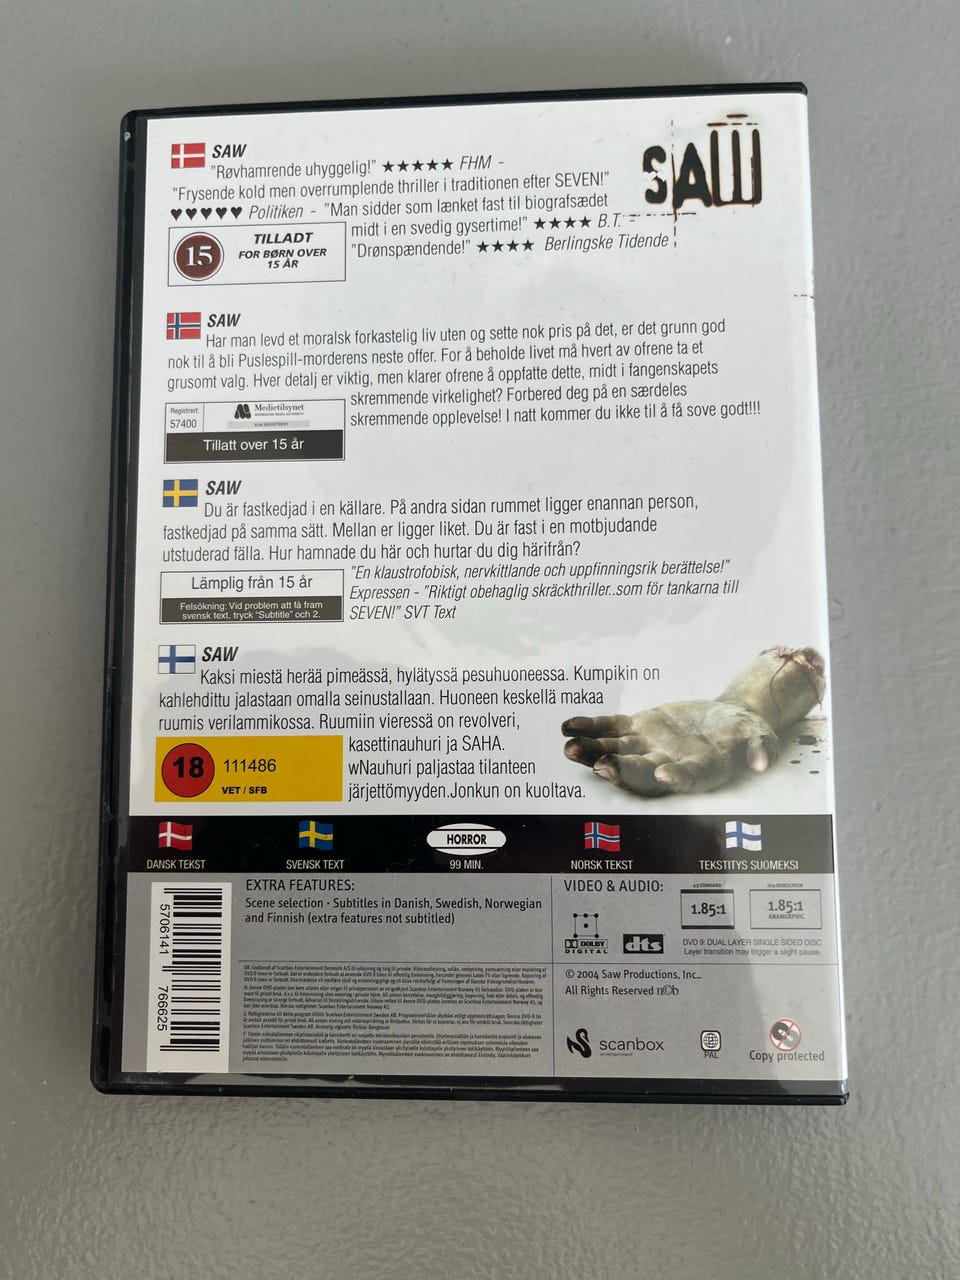 SAW
SAW
"Røvhamrende uhyggelig!" ★★★★★ FHM -
"Frysende kold men overrumplende thriller i traditionen efter SEVEN!"
♥♥♥♥♥ Politiken - "Man sidder som lænket fast til biografsædet
midt i en svedig gysertime!" ★★★★ B.T. -
"Drønspændende!" ★★★★ Berlingske Tidende
15
TILLADT
FOR BØRN OVER
15 ÅR
SAW
Har man levd et moralsk forkastelig liv uten og sette nok pris på det, er det grunn god
nok til å bli Puslespill-morderens neste offer. For å beholde livet må hvert av ofrene ta et
grusomt valg. Hver detalj er viktig, men klarer ofrene å oppfatte dette, midt i fangenskapets
skremmende virkelighet? Forbered deg på en særdeles
skremmende opplevelse! I natt kommer du ikke til å få sove godt!!!
Registrert:
57400
Medietilsynet
NORWEGIAN MEDIA AUTHORITY
KUN REGISTRERT
Tillatt over 15 år
SAW
Du är fastkedjad i en källare. På andra sidan rummet ligger enannan person,
fastkedjad på samma sätt. Mellan er ligger liket. Du är fast i en motbjudande
utstuderad fälla. Hur hamnade du här och hurtar du dig härifrån?
"En klaustrofobisk, nervkittlande och uppfinningsrik berättelse!"
Expressen - "Riktigt obehaglig skräckthriller..som för tankarna till
SEVEN!" SVT Text
Lämplig från 15 år
Felsökning: Vid problem att få fram
svensk text, tryck "Subtitle" och 2.
SAW
Kaksi miestä herää pimeässä, hylätyssä pesuhuoneessa. Kumpikin on
kahlehdittu jalastaan omalla seinustallaan. Huoneen keskellä makaa
ruumis verilammikossa. Ruumiin vieressä on revolveri,
kasettinauhuri ja SAHA.
wNauhuri paljastaa tilanteen
järjettömyyden.Jonkun on kuoltava.
18
111486
VET / SFB
DANSK TEKST
SVENSK TEXT
HORROR
99 MIN.
NORSK TEKST
TEKSTITYS SUOMEKSI
5706141 766625
EXTRA FEATURES:
Scene selection · Subtitles in Danish, Swedish, Norwegian
and Finnish (extra features not subtitled)
VIDEO & AUDIO:
DOLBY
DIGITAL
dts
4:3 STANDARD
1.85:1
16:9 WIDESCREEN
1.85:1
ANAMORPHIC
DVD 9: DUAL LAYER SINGLE SIDED DISC
Layer transition may trigger a slight pause.
© 2004 Saw Productions, Inc..
All Rights Reserved n©b
scanbox
entertainment
PAL
Copy protected